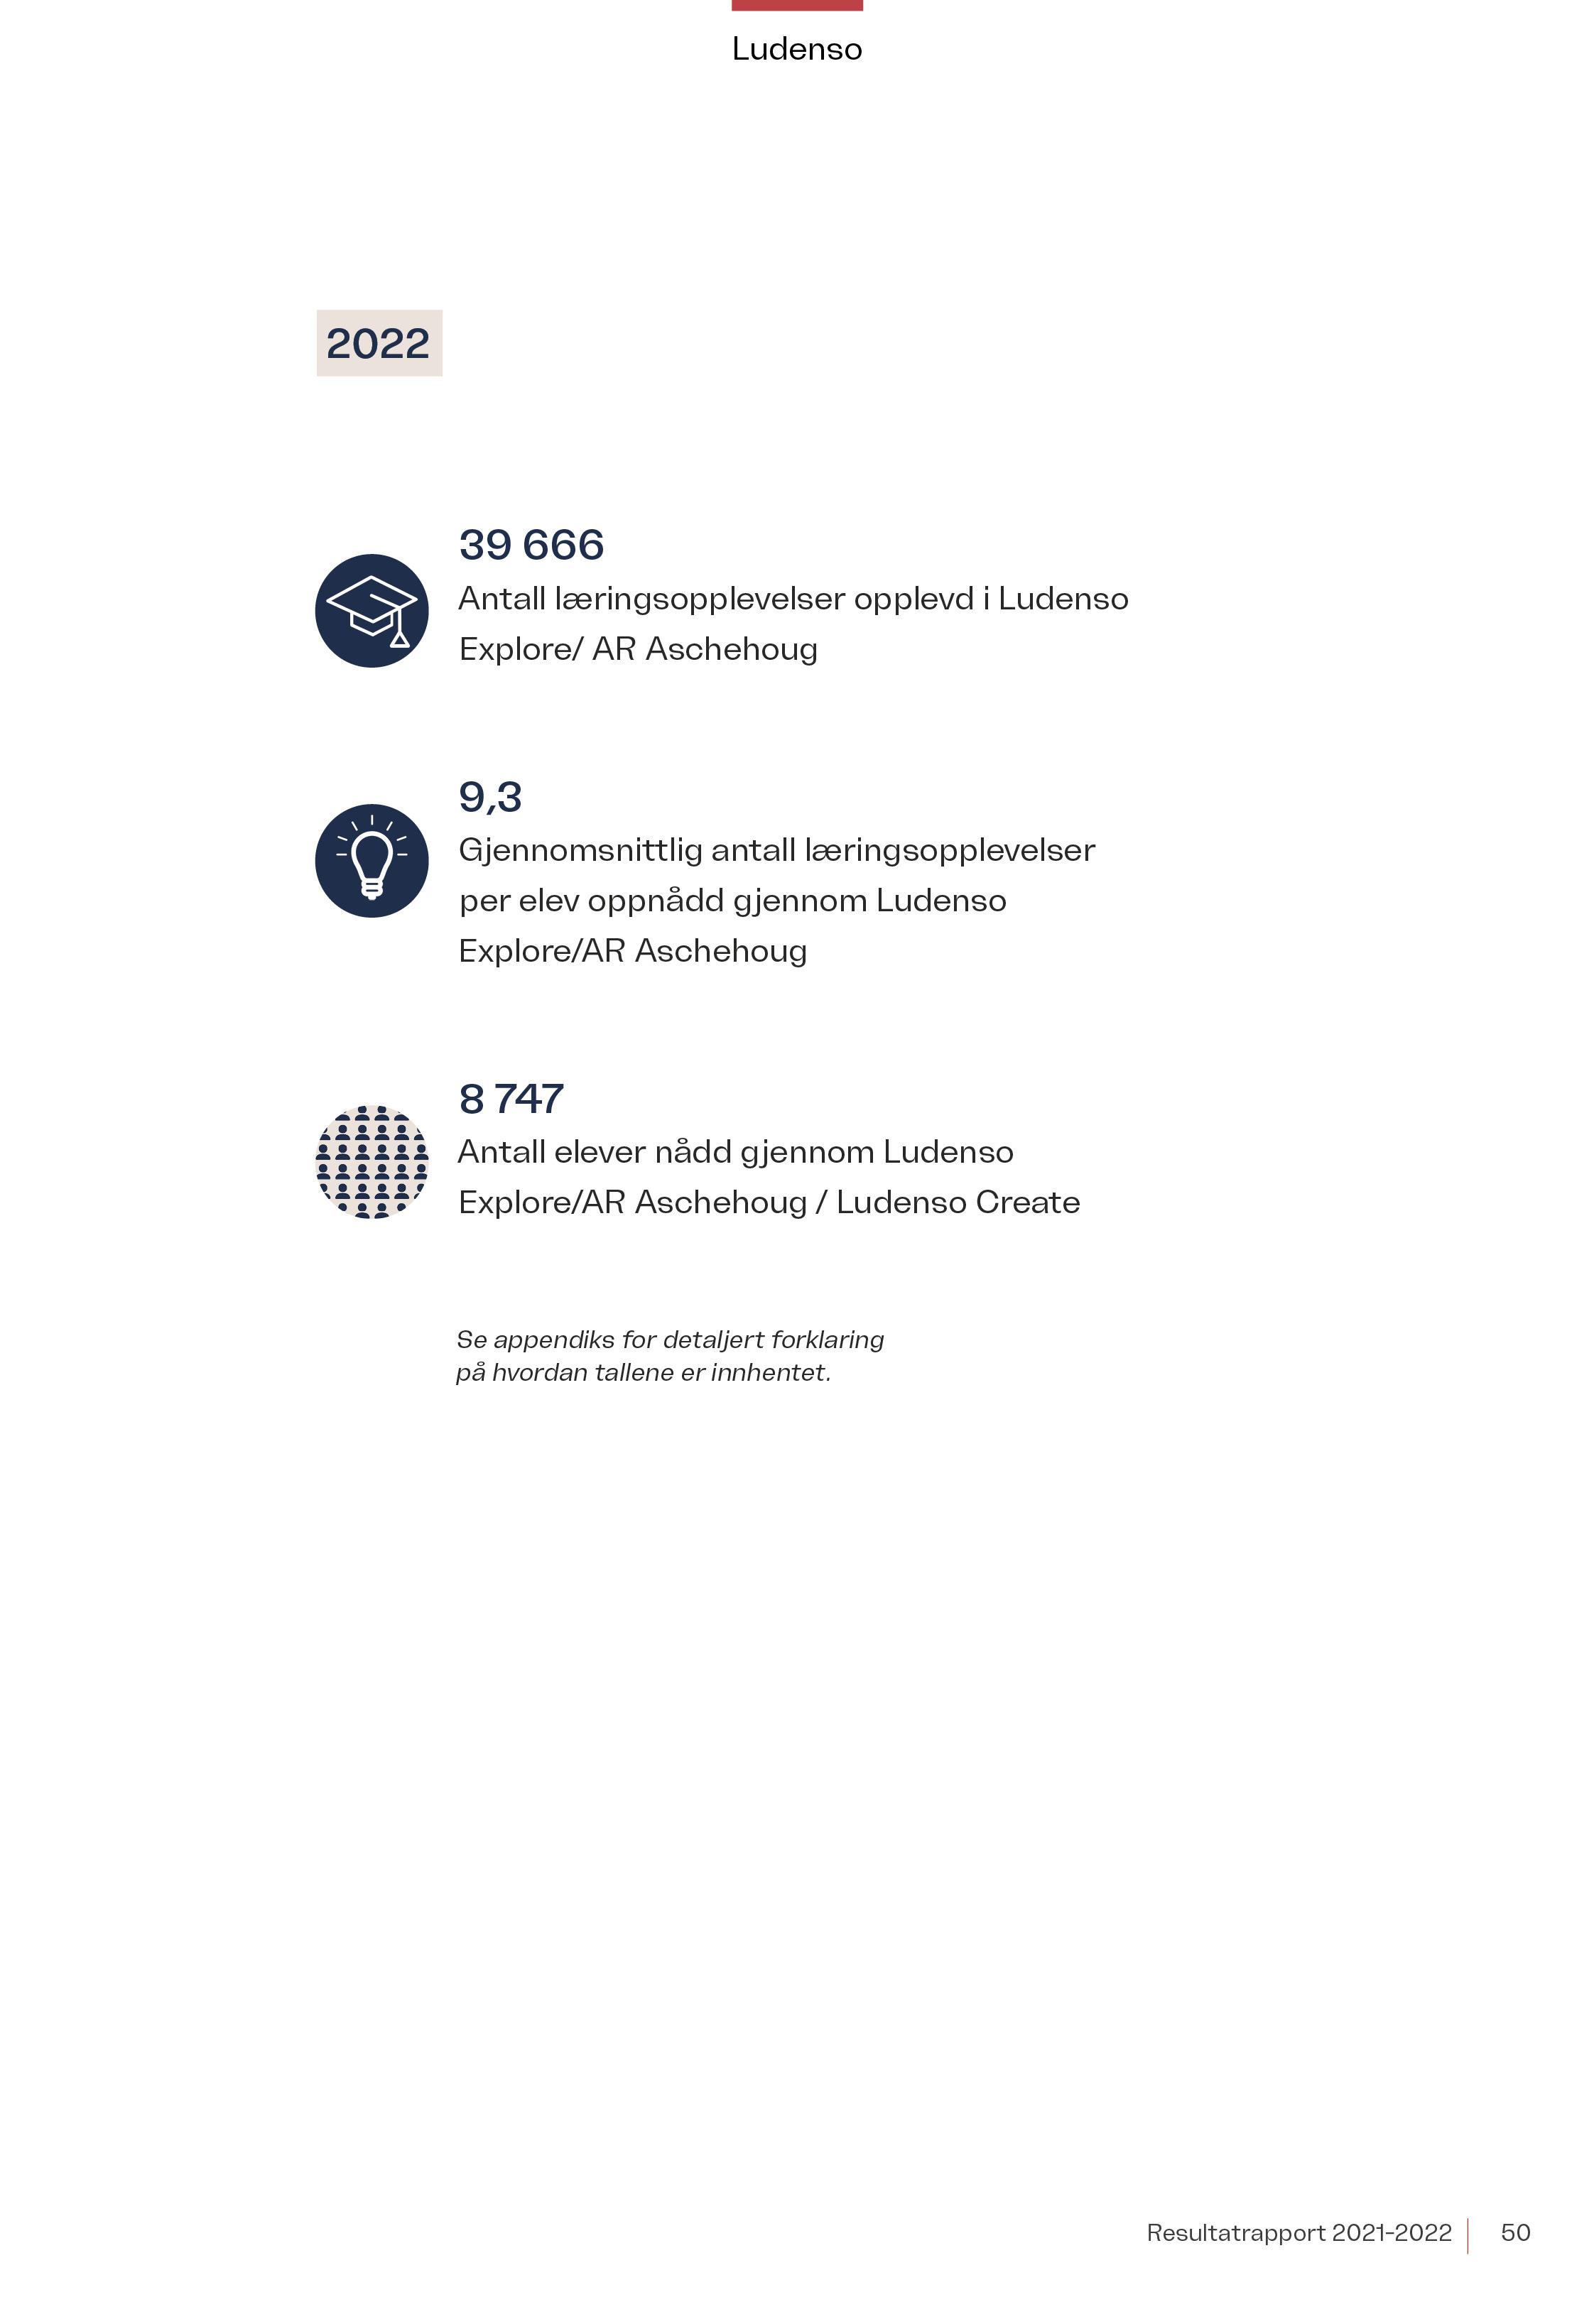 Ludenso
2022
39 666
Antall læringsopplevelser opplevd i Ludenso
Explore/ AR Aschehoug
9,3
Gjennomsnittlig antall læringsopplevelser
per elev oppnådd gjennom Ludenso
Explore/AR Aschehoug
8 747
Antall elever nådd gjennom Ludenso
Explore/AR Aschehoug / Ludenso Create
Se appendiks for detaljert forklaring
på hvordan tallene er innhentet.
Resultatrapport 2021-2022 50